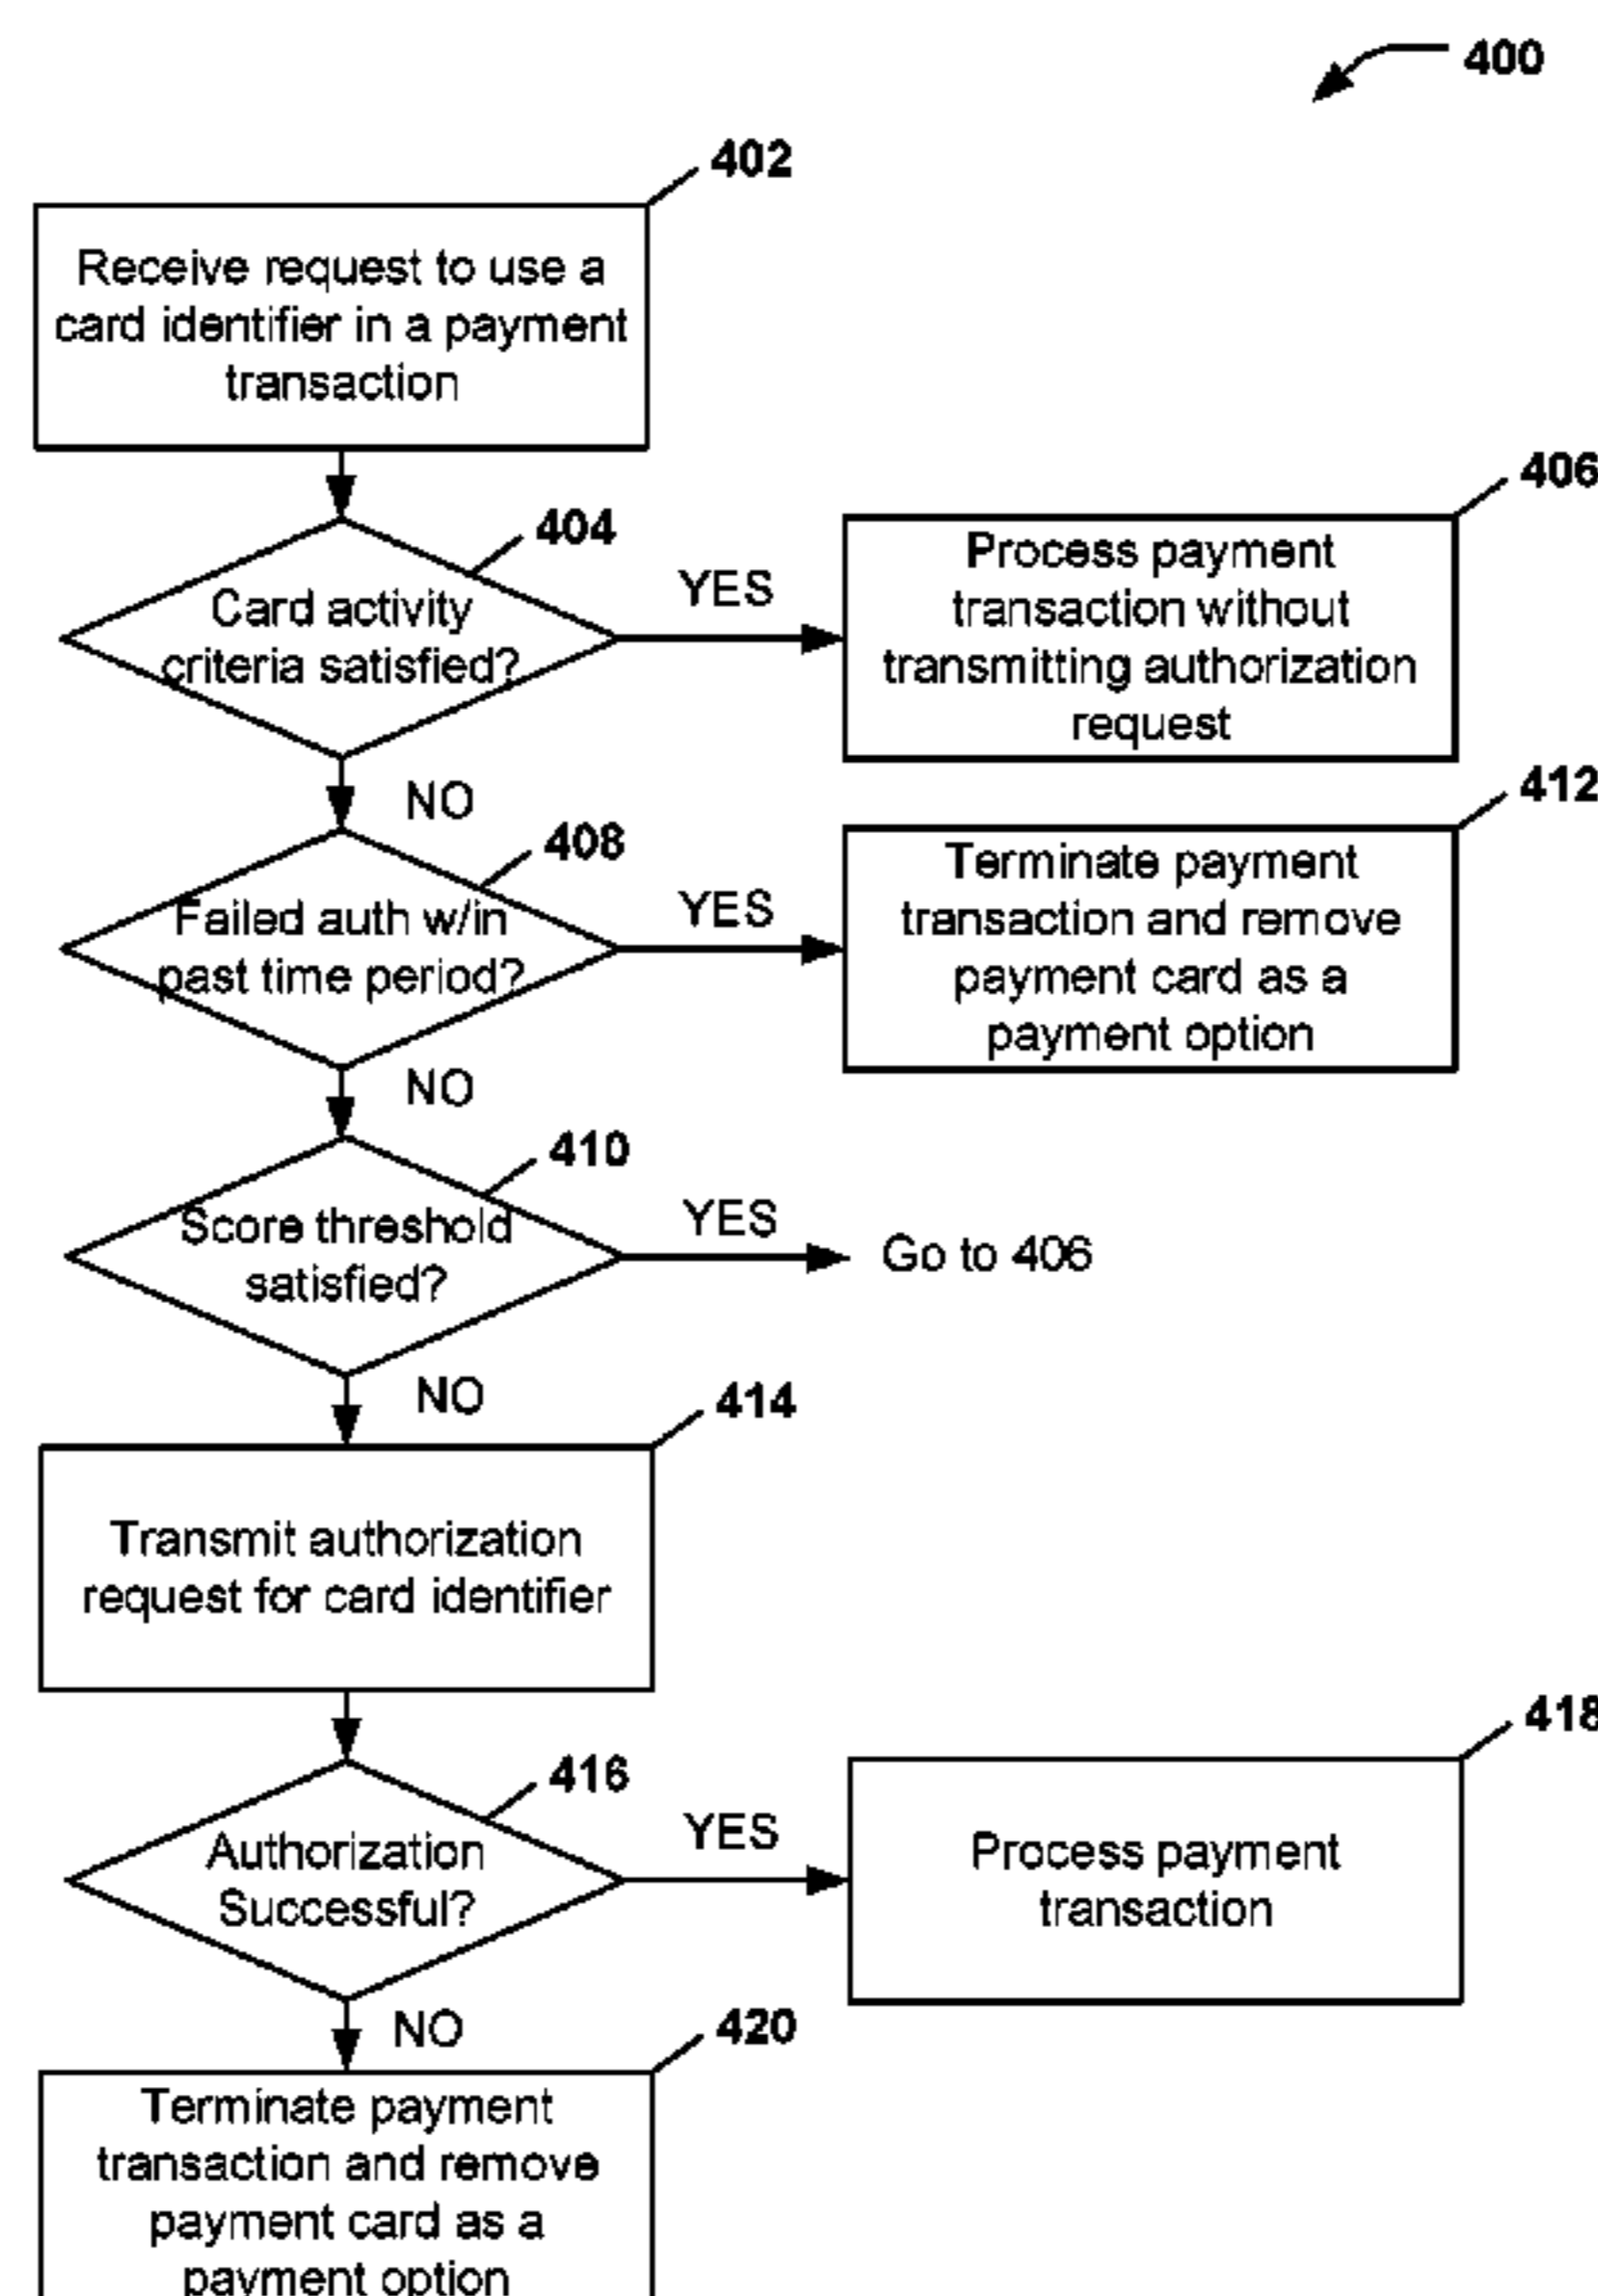 400
402
Receive request to use a
card identifier in a payment
transaction
404
Card activity
criteria satisfied?
YES
406
Process payment
transaction without
transmitting authorization
request
NO
408
Failed auth w/in
past time period?
YES
412
Terminate payment
transaction and remove
payment card as a
payment option
NO
410
Score threshold
satisfied?
YES
Go to 406
NO
414
Transmit authorization
request for card identifier
416
Authorization
Successful?
YES
418
Process payment
transaction
NO
420
Terminate payment
transaction and remove
payment card as a
payment option